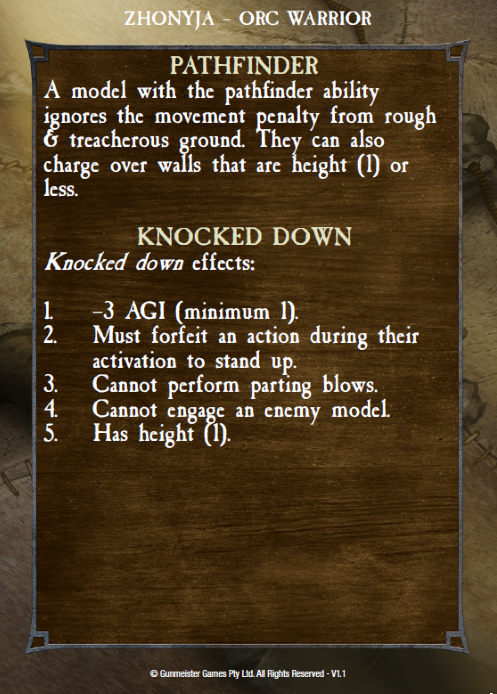 ZHONYJA – ORC WARRIOR
PATHFINDER
A model with the pathfinder ability
ignores the movement penalty from rough
& treacherous ground. They can also
charge over walls that are height (1) or
less.
KNOCKED DOWN
Knocked down effects:
1. –3 AGI (minimum 1).
2. Must forfeit an action during their
activation to stand up.
3. Cannot perform parting blows.
4. Cannot engage an enemy model.
5. Has height (1).
© Gunmeister Games Pty Ltd. All Rights Reserved - V1.1